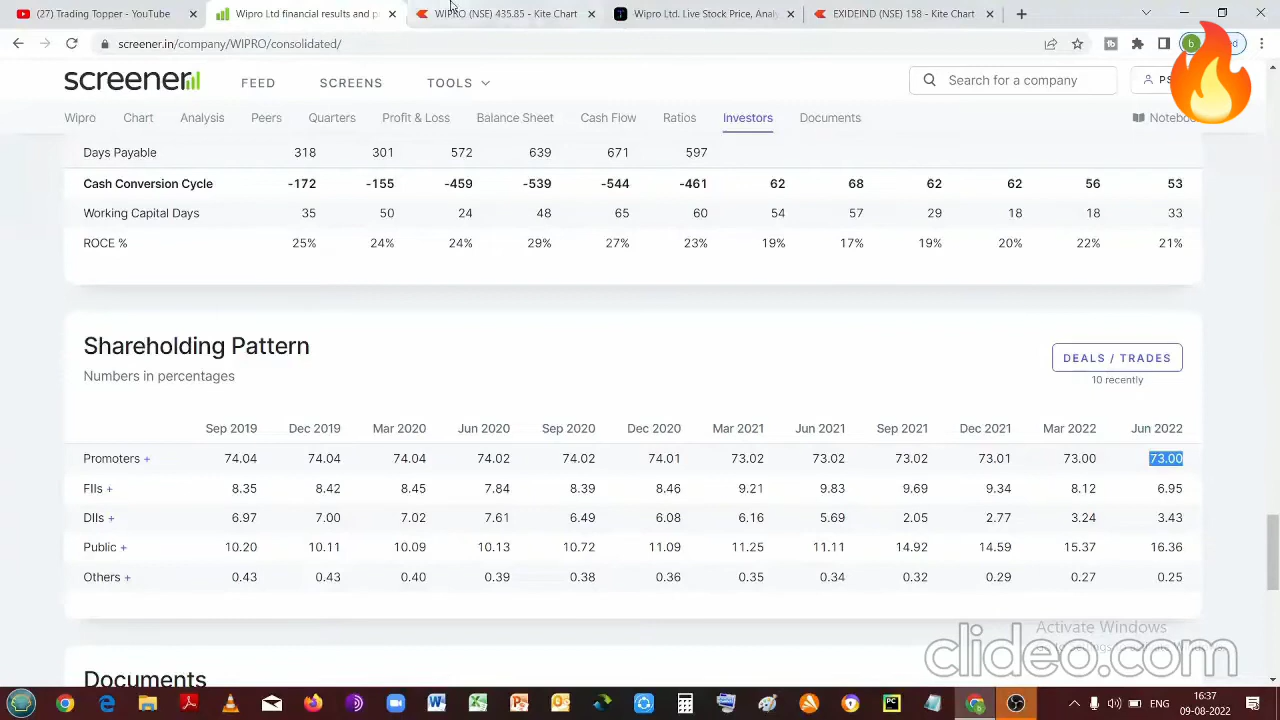 (27) Trading Topper - YouTube
Wipro Ltd financial results and p
WIPRO (NSE) 435.85 - Kite Chart
Wipro Ltd. Live Stock Price, Analy
EXIDEIND (NSE) 158 - Kite Chart
screener.in/company/WIPRO/consolidated/
screener
FEED SCREENS TOOLS
Search for a company
Wipro Chart Analysis Peers Quarters Profit & Loss Balance Sheet Cash Flow Ratios Investors Documents
Days Payable 318 301 572 639 671 597
Cash Conversion Cycle -172 -155 -459 -539 -544 -461 62 68 62 62 56 53
Working Capital Days 35 50 24 48 65 60 54 57 29 18 18 33
ROCE % 25% 24% 24% 29% 27% 23% 19% 17% 19% 20% 22% 21%
Shareholding Pattern
Numbers in percentages
DEALS / TRADES
10 recently
Sep 2019 Dec 2019 Mar 2020 Jun 2020 Sep 2020 Dec 2020 Mar 2021 Jun 2021 Sep 2021 Dec 2021 Mar 2022 Jun 2022
Promoters + 74.04 74.04 74.04 74.02 74.02 74.01 73.02 73.02 73.02 73.01 73.00 73.00
FIIs + 8.35 8.42 8.45 7.84 8.39 8.46 9.21 9.83 9.69 9.34 8.12 6.95
DIIs + 6.97 7.00 7.02 7.61 6.49 6.08 6.16 5.69 2.05 2.77 3.24 3.43
Public + 10.20 10.11 10.09 10.13 10.72 11.09 11.25 11.11 14.92 14.59 15.37 16.36
Others + 0.43 0.43 0.40 0.39 0.38 0.36 0.35 0.34 0.32 0.29 0.27 0.25
Activate Windows
clideo.com
Documents
ENG
16:37
09-08-2022